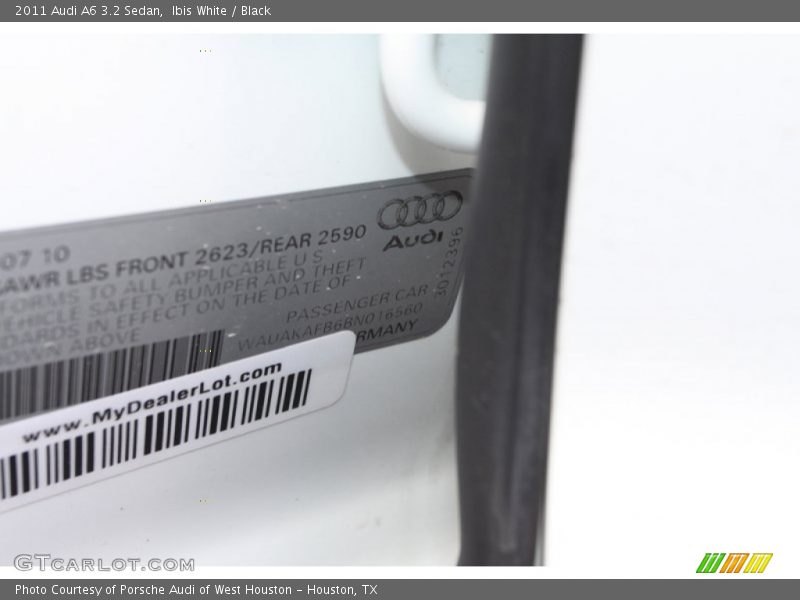 2011 Audi A6 3.2 Sedan, Ibis White / Black
07 10
GAWR LBS FRONT 2623/REAR 2590
Audi
FORMS TO ALL APPLICABLE U S
VEHICLE SAFETY BUMPER AND THEFT
DARDS IN EFFECT ON THE DATE OF
OWN ABOVE
PASSENGER CAR
WAUAKAFB6BN016560
RMANY
3012396
www.MyDealerLot.com
GTCARLOT.COM
Photo Courtesy of Porsche Audi of West Houston – Houston, TX